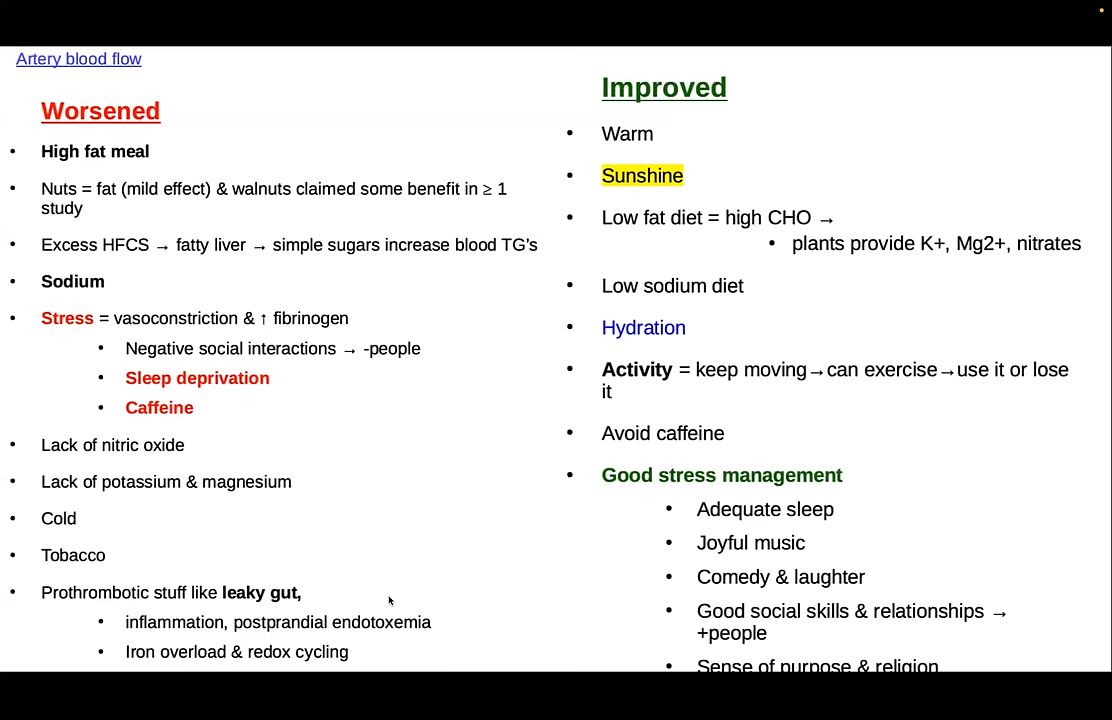 Artery blood flow
Worsened
• High fat meal
• Nuts = fat (mild effect) & walnuts claimed some benefit in ≥ 1
study
• Excess HFCS → fatty liver → simple sugars increase blood TG's
• Sodium
• Stress = vasoconstriction & ↑ fibrinogen
• Negative social interactions → -people
• Sleep deprivation
• Caffeine
• Lack of nitric oxide
• Lack of potassium & magnesium
• Cold
• Tobacco
• Prothrombotic stuff like leaky gut,
• inflammation, postprandial endotoxemia
• Iron overload & redox cycling
Improved
• Warm
• Sunshine
• Low fat diet = high CHO →
• plants provide K+, Mg2+, nitrates
• Low sodium diet
• Hydration
• Activity = keep moving→can exercise→use it or lose
it
• Avoid caffeine
• Good stress management
• Adequate sleep
• Joyful music
• Comedy & laughter
• Good social skills & relationships →
+people
• Sense of purpose & religion